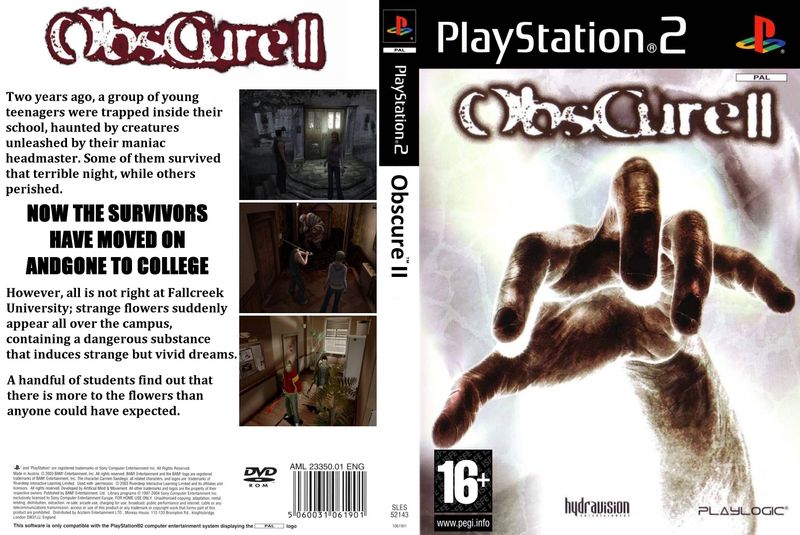 ObsCure II
Two years ago, a group of young
teenagers were trapped inside their
school, haunted by creatures
unleashed by their maniac
headmaster. Some of them survived
that terrible night, while others
perished.
NOW THE SURVIVORS
HAVE MOVED ON
ANDGONE TO COLLEGE
However, all is not right at Fallcreek
University; strange flowers suddenly
appear all over the campus,
containing a dangerous substance
that induces strange but vivid dreams.
A handful of students find out that
there is more to the flowers than
anyone could have expected.
This software is only compatible with the PlayStation®2 computer entertainment system displaying the PAL logo
DVD
ROM
AML 23350.01 ENG
5 060031 061901
PAL
PlayStation®2
Obscure™ II
SLES
52143
PlayStation®2
PAL
ObsCure II
16+
www.pegi.info
hydravision
entertainment
PLAYLOGIC